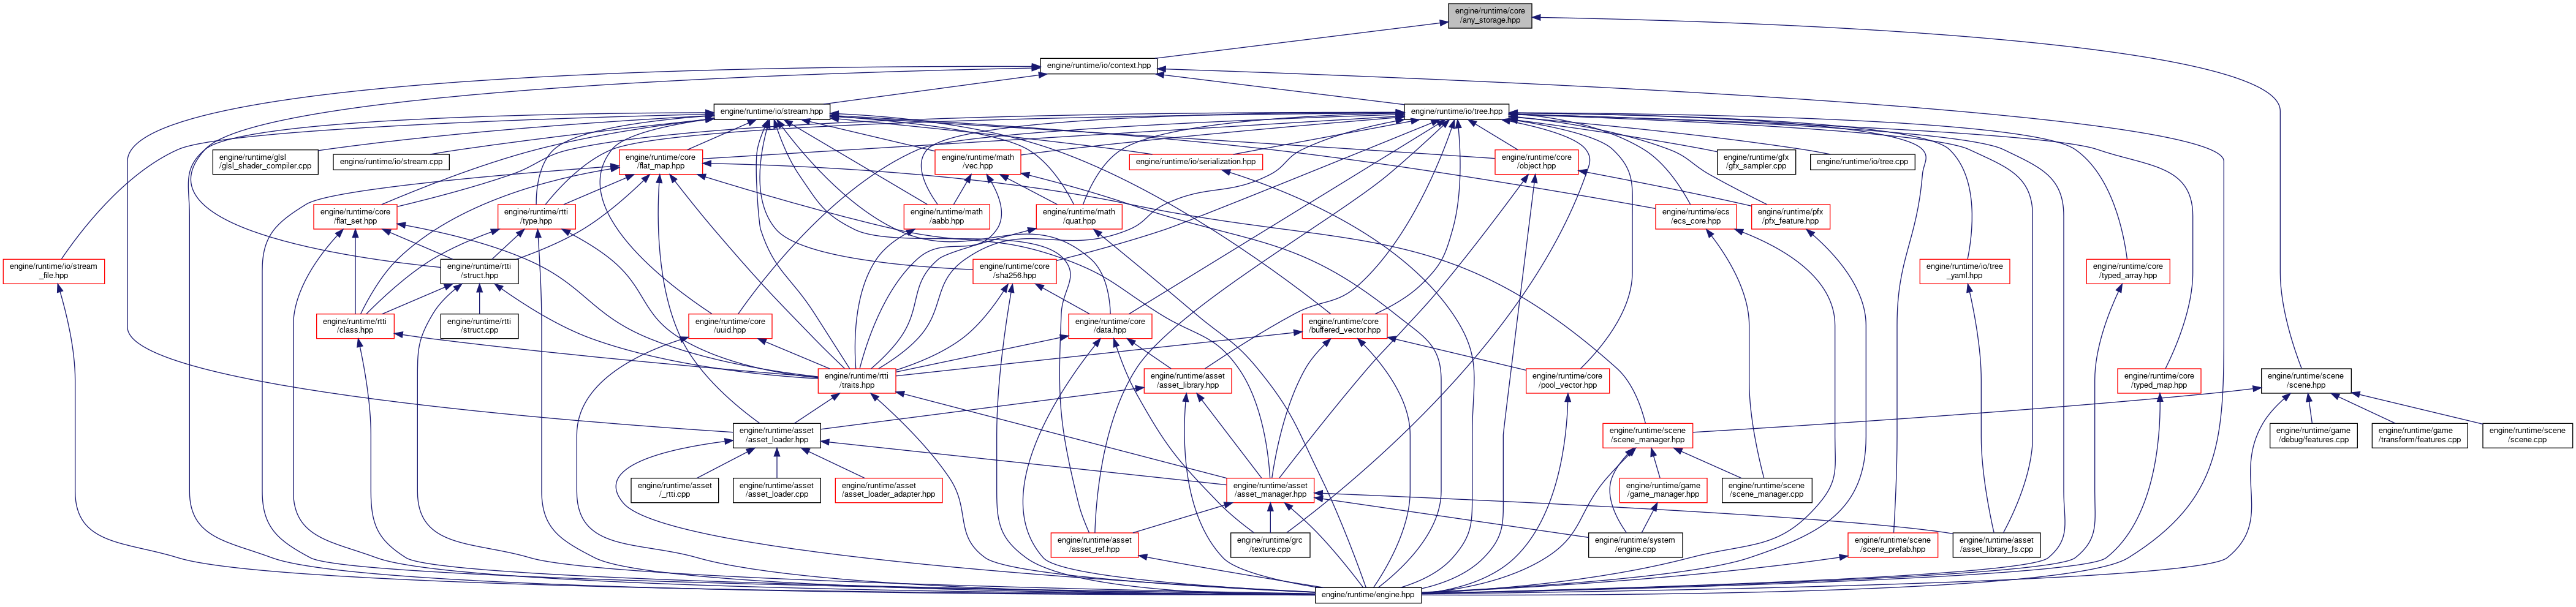 engine/runtime/core
/any_storage.hpp
engine/runtime/io/context.hpp
engine/runtime/io/stream.hpp
engine/runtime/io/tree.hpp
engine/runtime/glsl
/glsl_shader_compiler.cpp
engine/runtime/io/stream.cpp
engine/runtime/core
/flat_map.hpp
engine/runtime/math
/vec.hpp
engine/runtime/io/serialization.hpp
engine/runtime/core
/object.hpp
engine/runtime/gfx
/gfx_sampler.cpp
engine/runtime/io/tree.cpp
engine/runtime/core
/flat_set.hpp
engine/runtime/rtti
/type.hpp
engine/runtime/math
/aabb.hpp
engine/runtime/math
/quat.hpp
engine/runtime/ecs
/ecs_core.hpp
engine/runtime/pfx
/pfx_feature.hpp
engine/runtime/io/stream
_file.hpp
engine/runtime/rtti
/struct.hpp
engine/runtime/core
/sha256.hpp
engine/runtime/io/tree
_yaml.hpp
engine/runtime/core
/typed_array.hpp
engine/runtime/rtti
/class.hpp
engine/runtime/rtti
/struct.cpp
engine/runtime/core
/uuid.hpp
engine/runtime/core
/data.hpp
engine/runtime/core
/buffered_vector.hpp
engine/runtime/rtti
/traits.hpp
engine/runtime/asset
/asset_library.hpp
engine/runtime/core
/pool_vector.hpp
engine/runtime/core
/typed_map.hpp
engine/runtime/scene
/scene.hpp
engine/runtime/asset
/asset_loader.hpp
engine/runtime/scene
/scene_manager.hpp
engine/runtime/game
/debug/features.cpp
engine/runtime/game
/transform/features.cpp
engine/runtime/scene
/scene.cpp
engine/runtime/asset
/_rtti.cpp
engine/runtime/asset
/asset_loader.cpp
engine/runtime/asset
/asset_loader_adapter.hpp
engine/runtime/asset
/asset_manager.hpp
engine/runtime/game
/game_manager.hpp
engine/runtime/scene
/scene_manager.cpp
engine/runtime/asset
/asset_ref.hpp
engine/runtime/grc
/texture.cpp
engine/runtime/system
/engine.cpp
engine/runtime/scene
/scene_prefab.hpp
engine/runtime/asset
/asset_library_fs.cpp
engine/runtime/engine.hpp